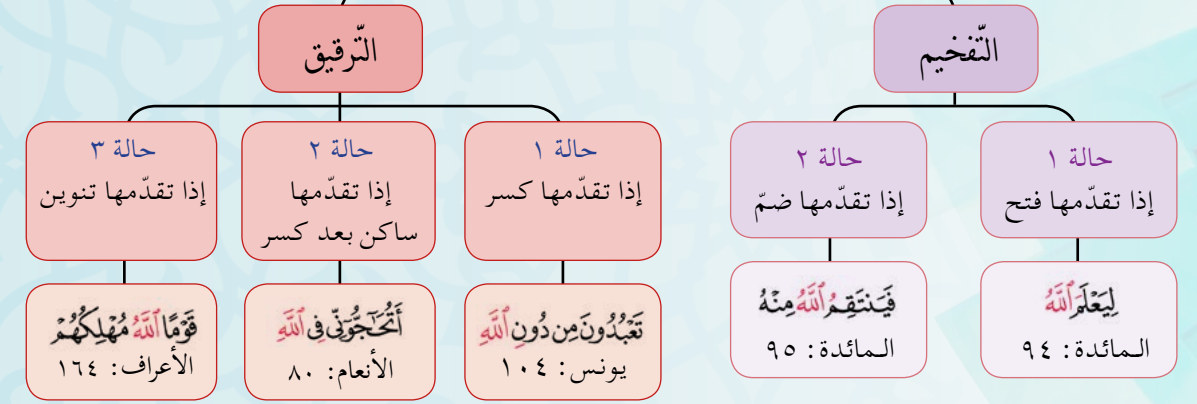 التّفخيم
حالة ١
إذا تقدّمها فتح
لِيَعْلَمَ ٱللَّهُ
الـمائدة: ٩٤
حالة ٢
إذا تقدّمها ضمّ
فَيَنتَقِمُ ٱللَّهُ مِنْهُ
الـمائدة: ٩٥
التّرقيق
حالة ١
إذا تقدّمها كسر
تَعْبُدُونَ مِن دُونِ ٱللَّهِ
يونس: ١٠٤
حالة ٢
إذا تقدّمها
ساكن بعد كسر
أَتُحَٰٓجُّوٓنِّي فِي ٱللَّهِ
الأنعام: ٨٠
حالة ٣
إذا تقدّمها تنوين
قَوْمًا ٱللَّهُ مُهْلِكُهُمْ
الأعراف: ١٦٤